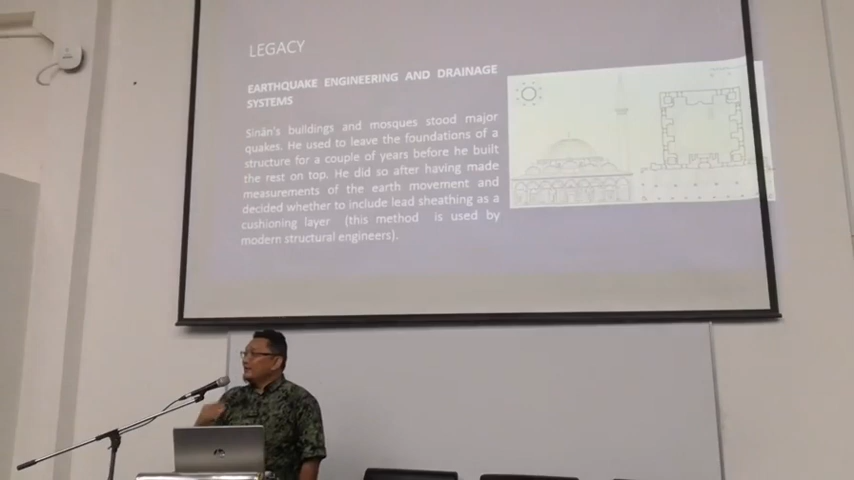 LEGACY
EARTHQUAKE ENGINEERING AND DRAINAGE
SYSTEMS
Sinān's buildings and mosques stood major
quakes. He used to leave the foundations of a
structure for a couple of years before he built
the rest on top. He did so after having made
measurements of the earth movement and
decided whether to include lead sheathing as a
cushioning layer (this method is used by
modern structural engineers).
hp